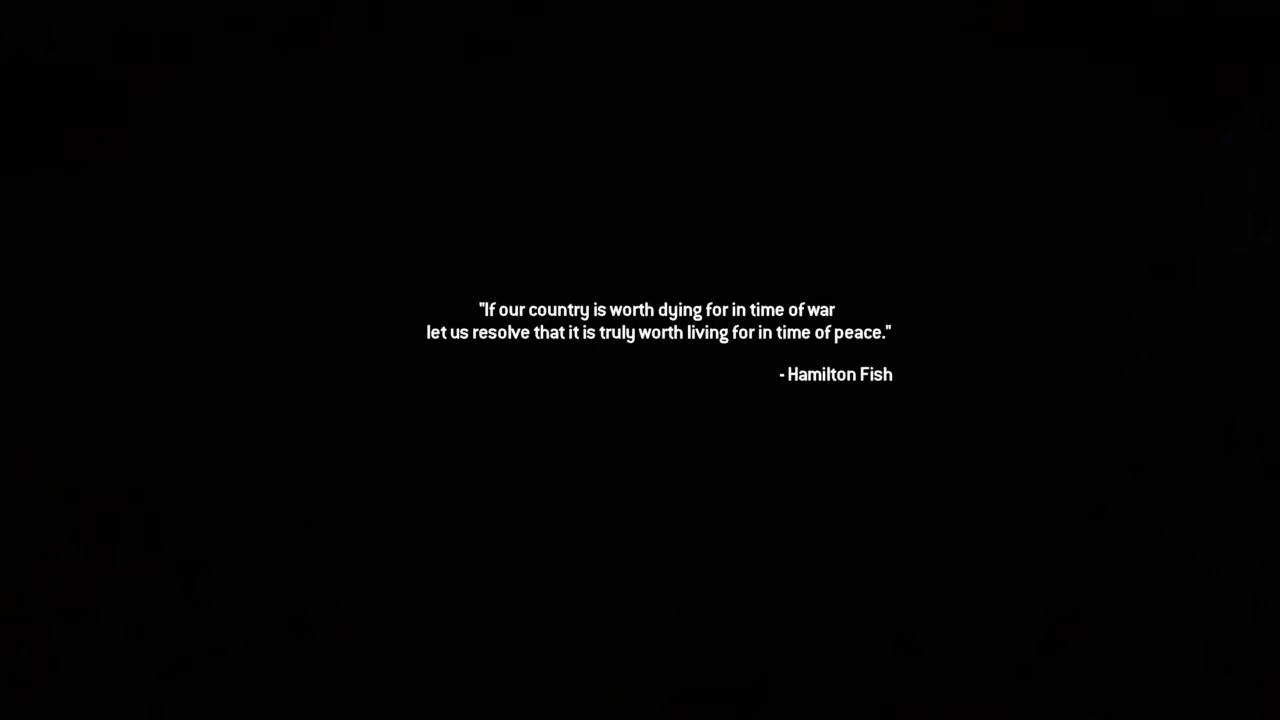 "If our country is worth dying for in time of war
let us resolve that it is truly worth living for in time of peace."
- Hamilton Fish